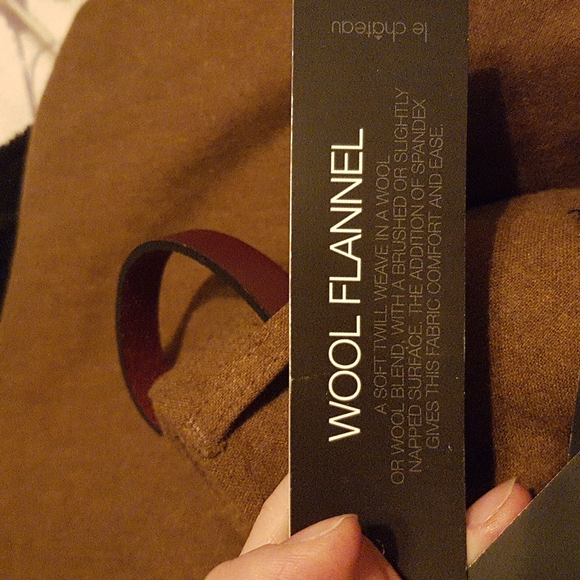 le château
WOOL FLANNEL
A SOFT TWILL WEAVE IN A WOOL
OR WOOL BLEND, WITH A BRUSHED OR SLIGHTLY
NAPPED SURFACE. THE ADDITION OF SPANDEX
GIVES THIS FABRIC COMFORT AND EASE.